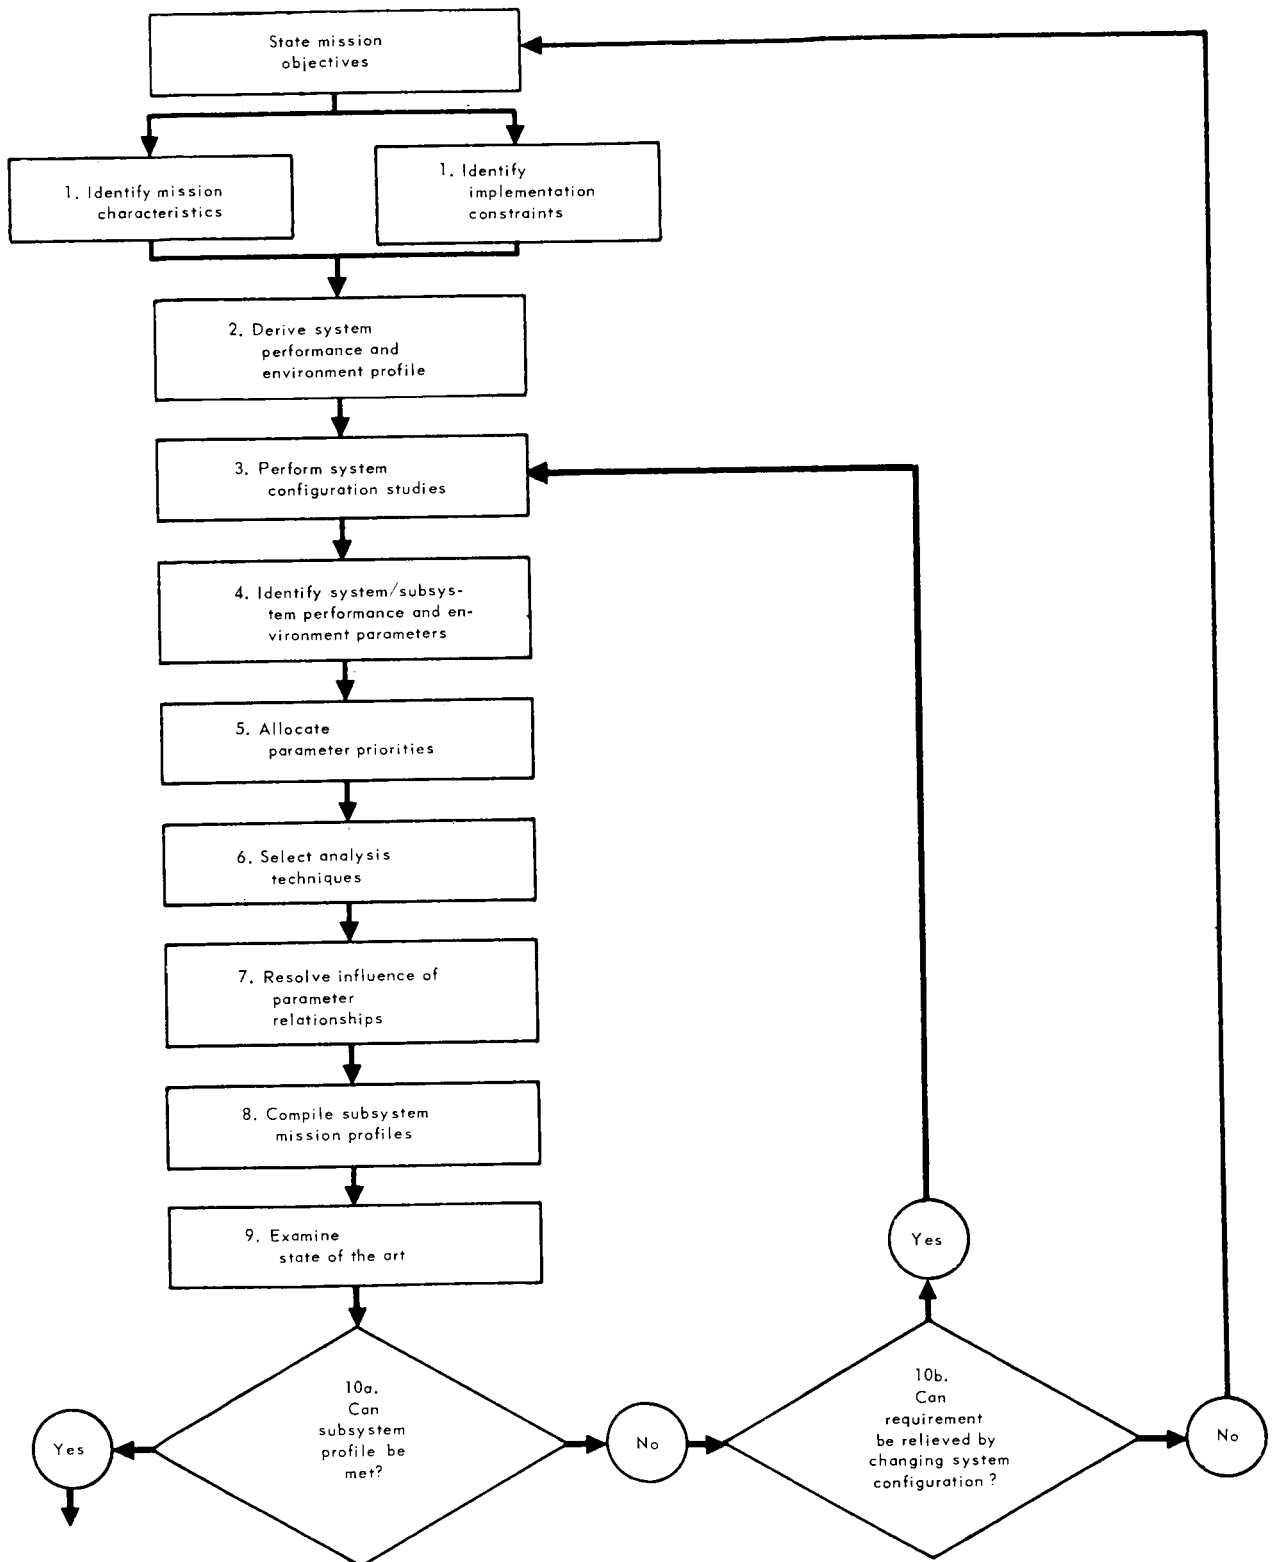 State mission
objectives
1. Identify mission
characteristics
1. Identify
implementation
constraints
2. Derive system
performance and
environment profile
3. Perform system
configuration studies
4. Identify system/subsys-
tem performance and en-
vironment parameters
5. Allocate
parameter priorities
6. Select analysis
techniques
7. Resolve influence of
parameter
relationships
8. Compile subsystem
mission profiles
9. Examine
state of the art
10a.
Can
subsystem
profile be
met?
Yes
No
10b.
Can
requirement
be relieved by
changing system
configuration?
Yes
No